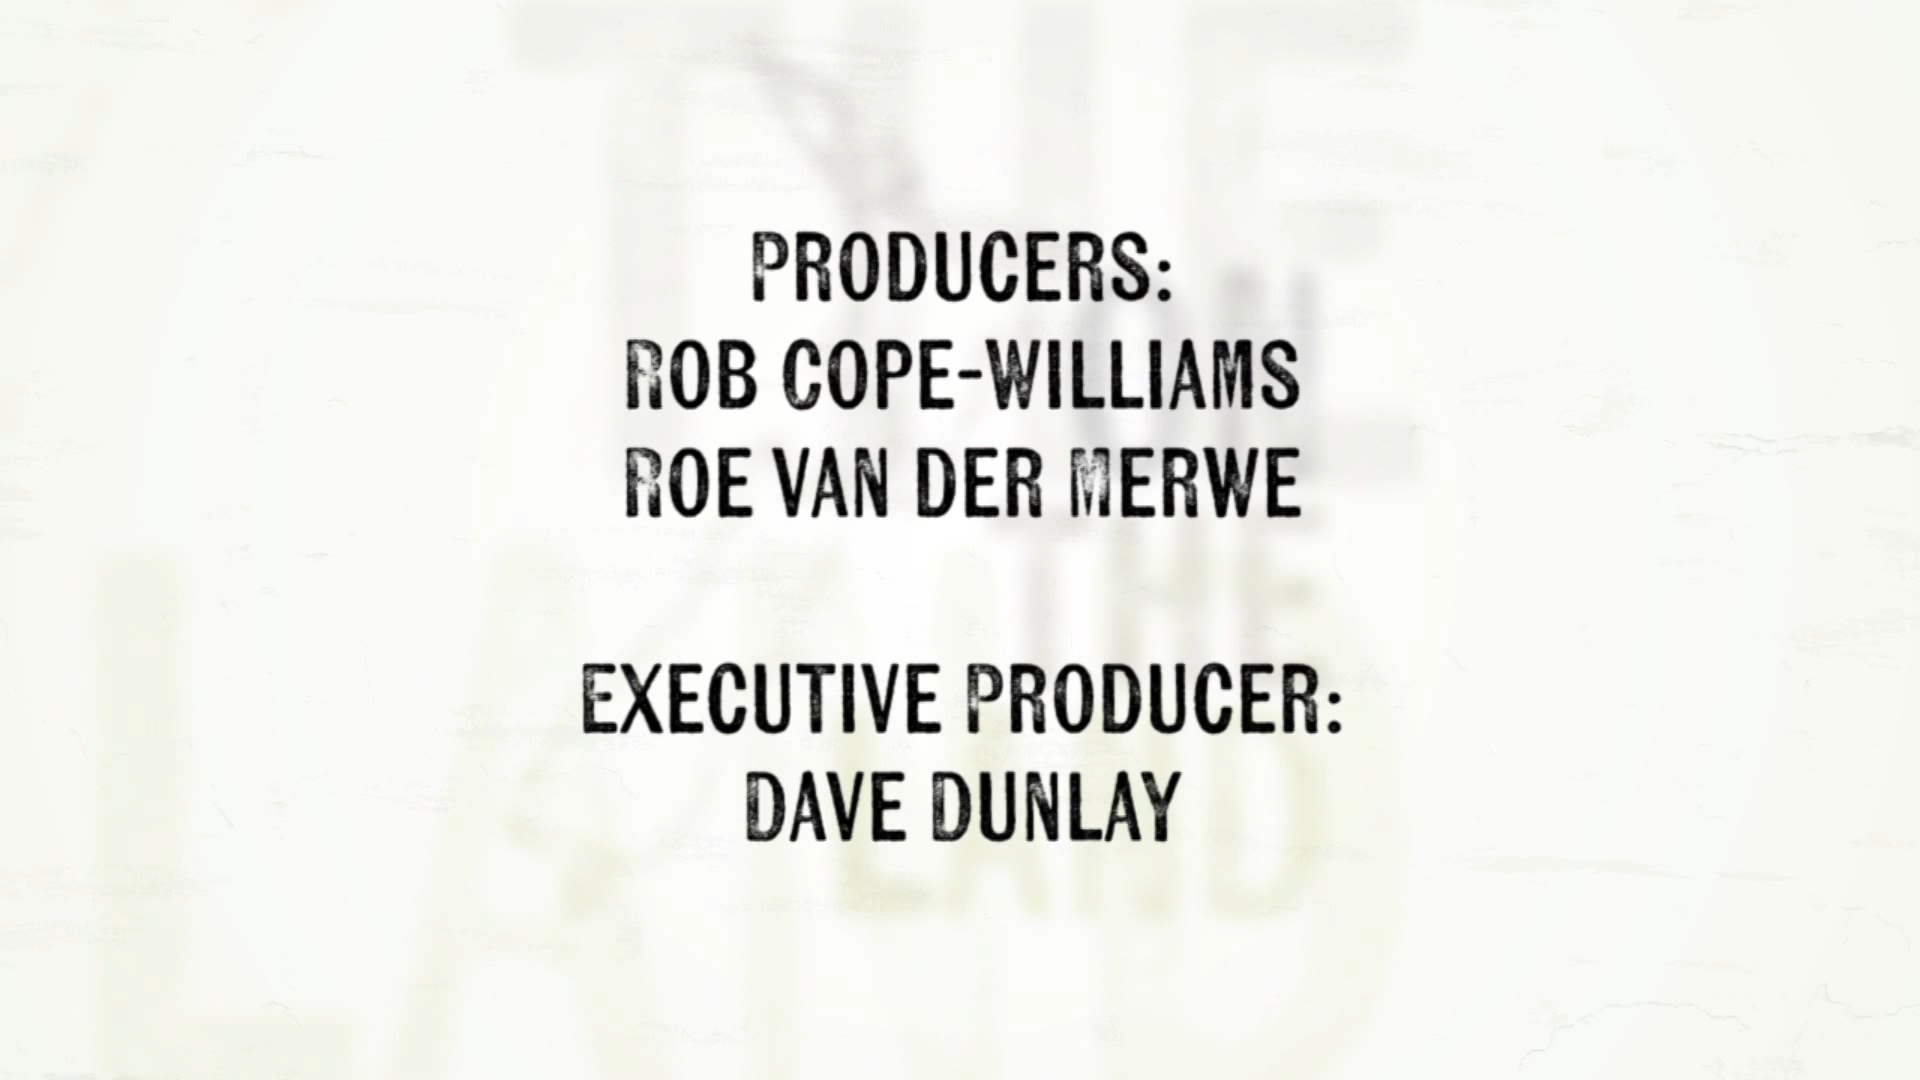 PRODUCERS:
ROB COPE-WILLIAMS
ROE VAN DER MERWE
EXECUTIVE PRODUCER:
DAVE DUNLAY